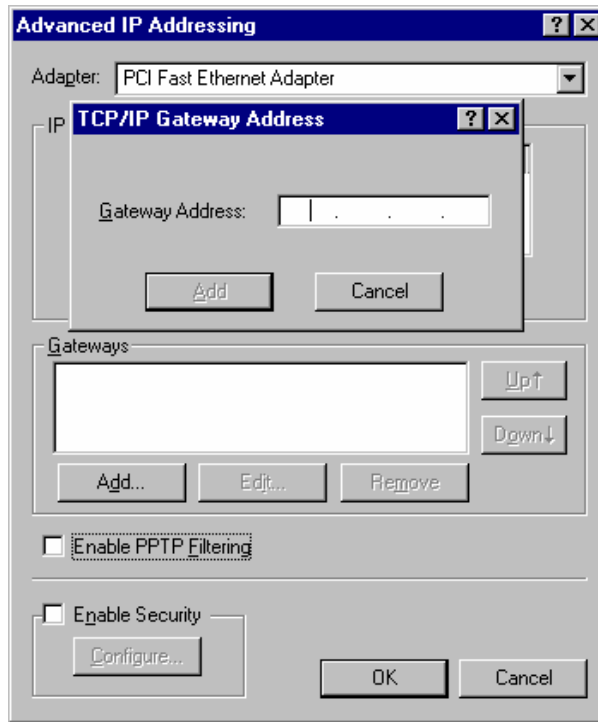 Advanced IP Addressing
Adapter: PCI Fast Ethernet Adapter
IP
TCP/IP Gateway Address
Gateway Address: . . .
Add
Cancel
Gateways
Up↑
Down↓
Add...
Edit...
Remove
Enable PPTP Filtering
Enable Security
Configure...
OK
Cancel